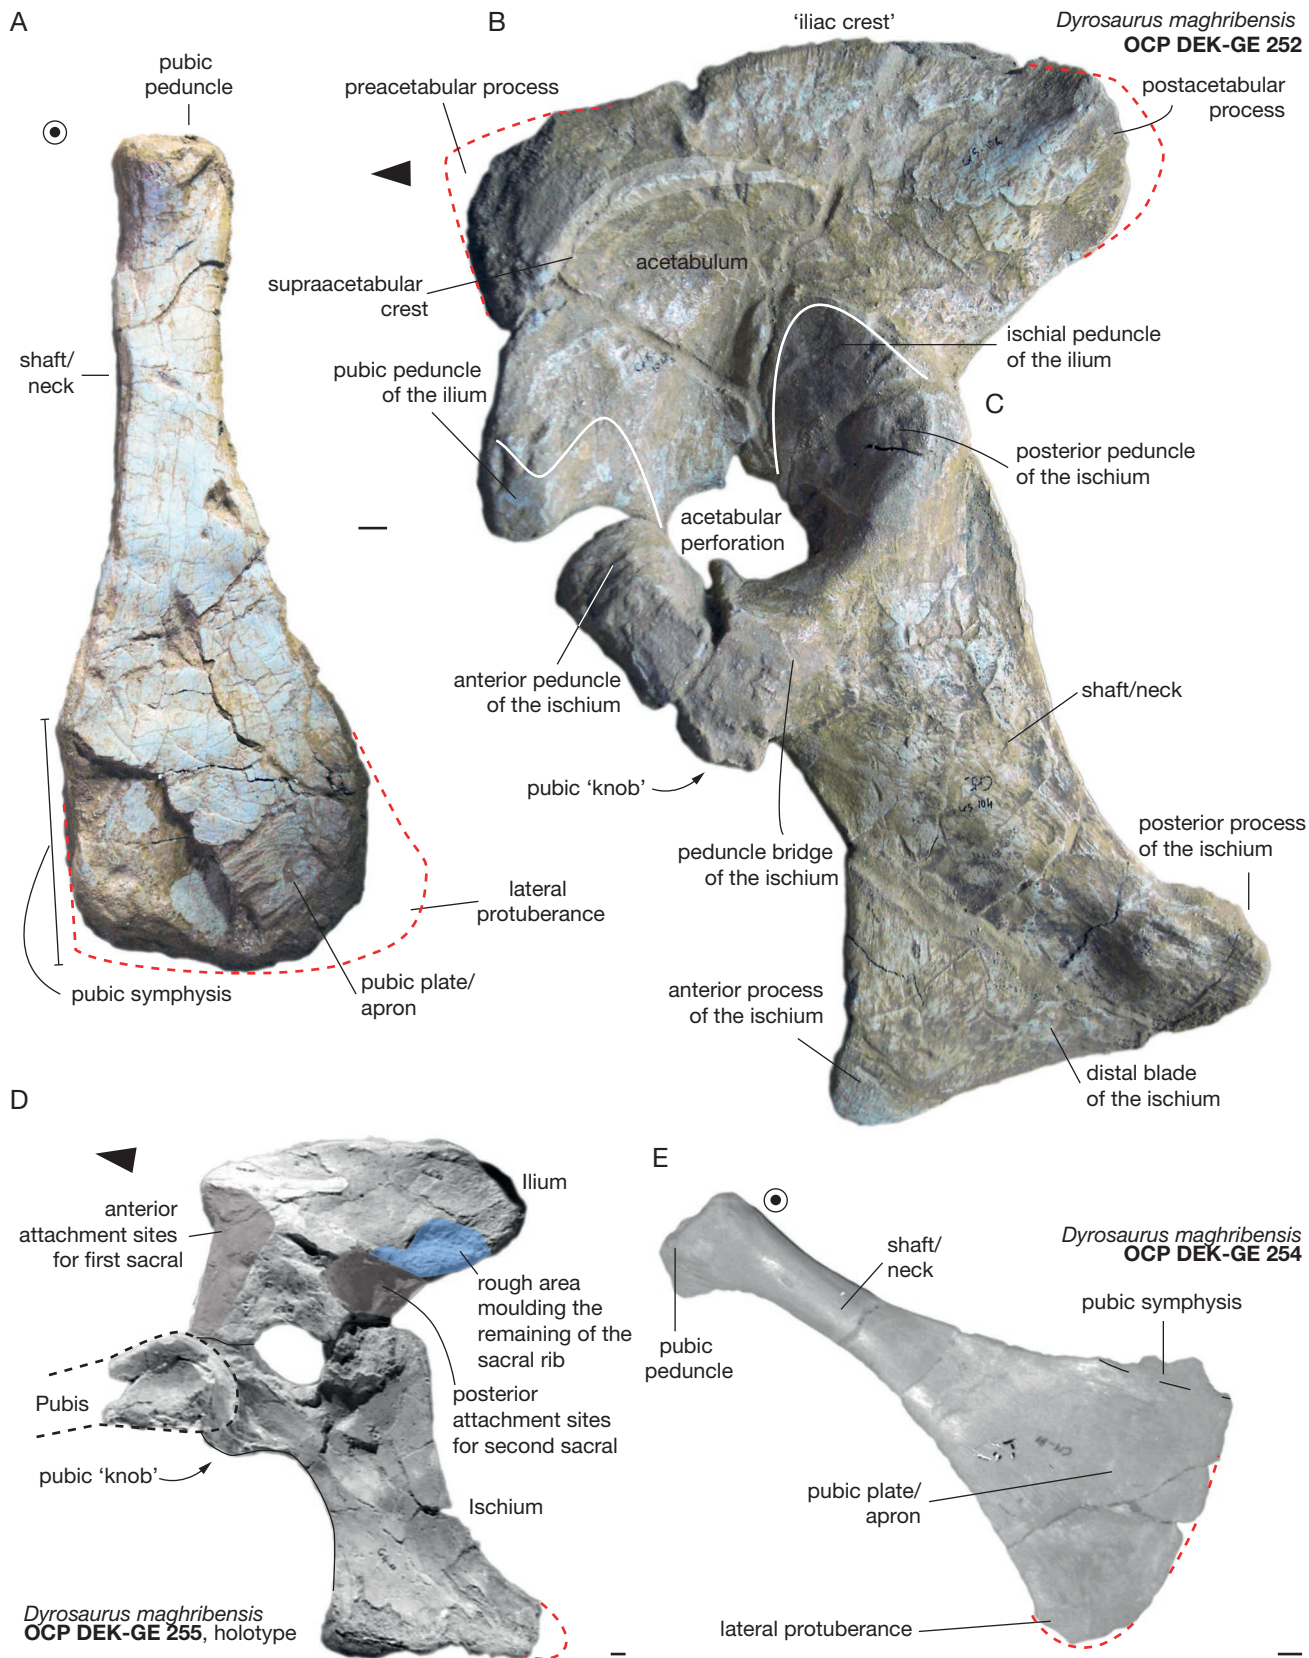 A
pubic
peduncle
shaft/
neck
lateral
protuberance
pubic symphysis
pubic plate/
apron
B
‘iliac crest’
Dyrosaurus maghribensis
OCP DEK-GE 252
preacetabular process
postacetabular
process
acetabulum
supraacetabular
crest
ischial peduncle
of the ilium
pubic peduncle
of the ilium
C
posterior peduncle
of the ischium
acetabular
perforation
anterior peduncle
of the ischium
shaft/neck
pubic ‘knob’
peduncle bridge
of the ischium
posterior process
of the ischium
anterior process
of the ischium
distal blade
of the ischium
D
Ilium
anterior
attachment sites
for first sacral
rough area
moulding the
remaining of the
sacral rib
Pubis
posterior
attachment sites
for second sacral
pubic ‘knob’
Ischium
Dyrosaurus maghribensis
OCP DEK-GE 255, holotype
E
Dyrosaurus maghribensis
OCP DEK-GE 254
shaft/
neck
pubic symphysis
pubic
peduncle
pubic plate/
apron
lateral protuberance